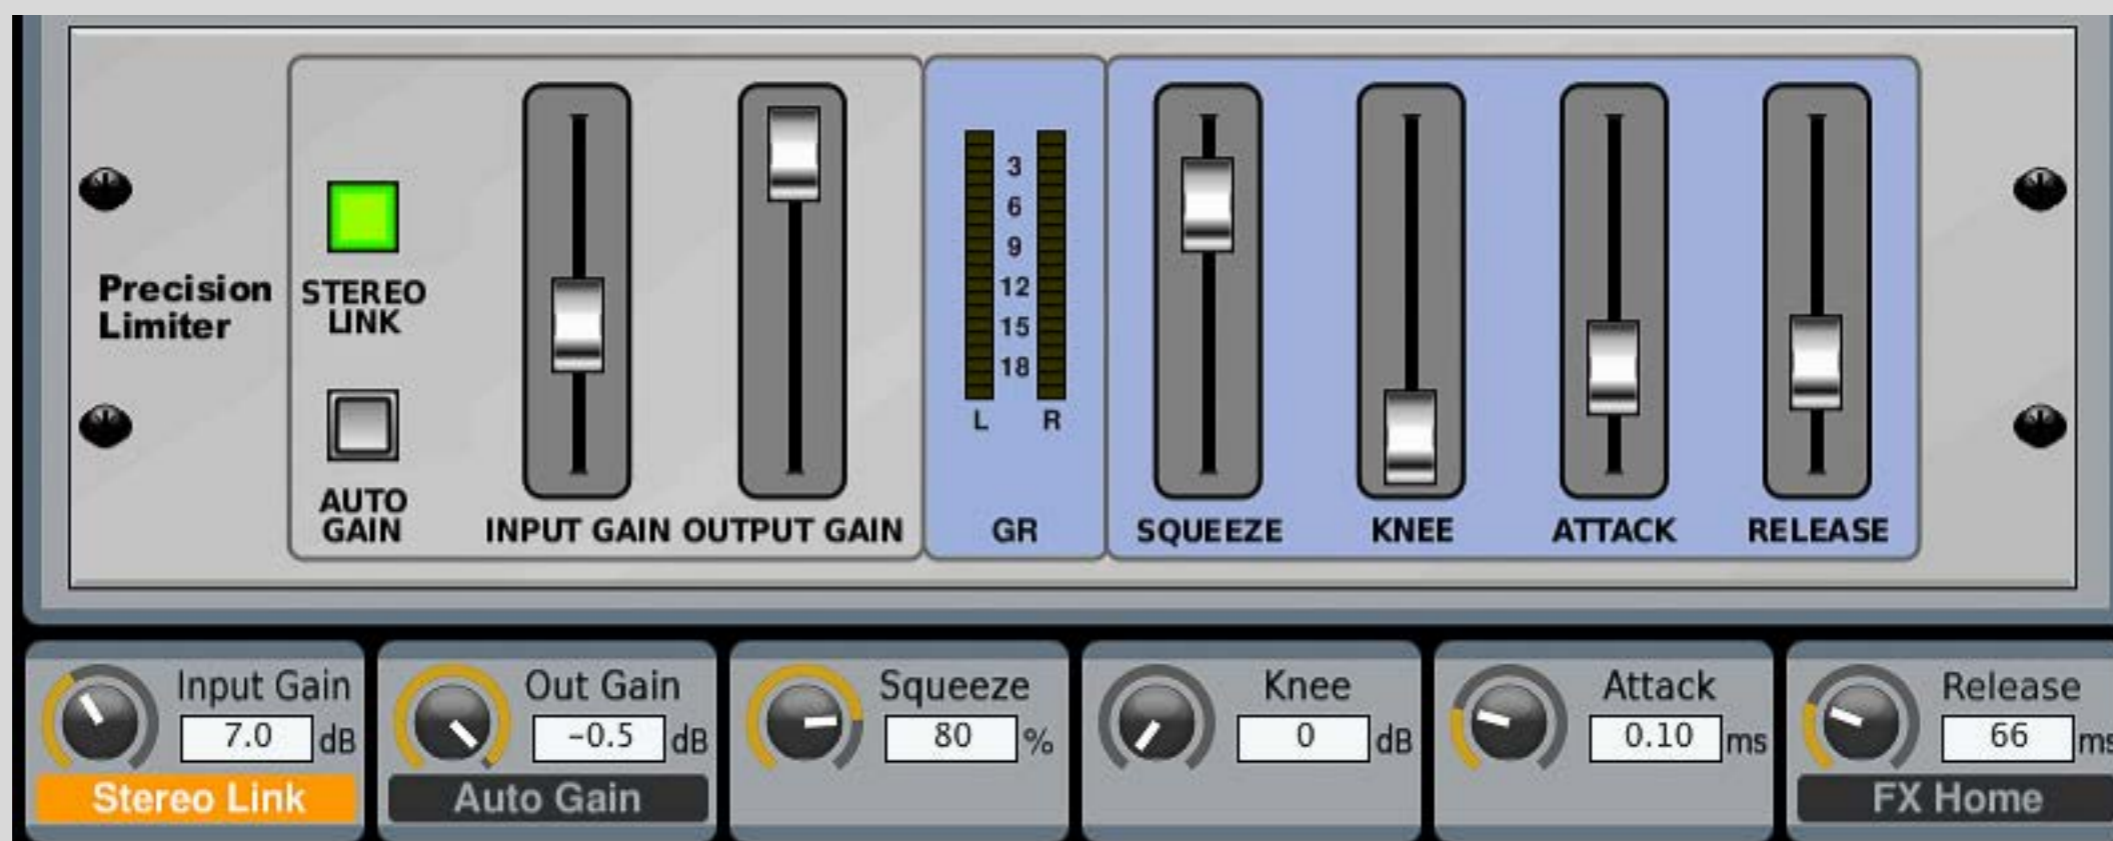 Precision
Limiter
STEREO
LINK
AUTO
GAIN
INPUT GAIN
OUTPUT GAIN
3
6
9
12
15
18
L
R
GR
SQUEEZE
KNEE
ATTACK
RELEASE
Input Gain
7.0 dB
Stereo Link
Out Gain
-0.5 dB
Auto Gain
Squeeze
80 %
Knee
0 dB
Attack
0.10 ms
Release
66 ms
FX Home